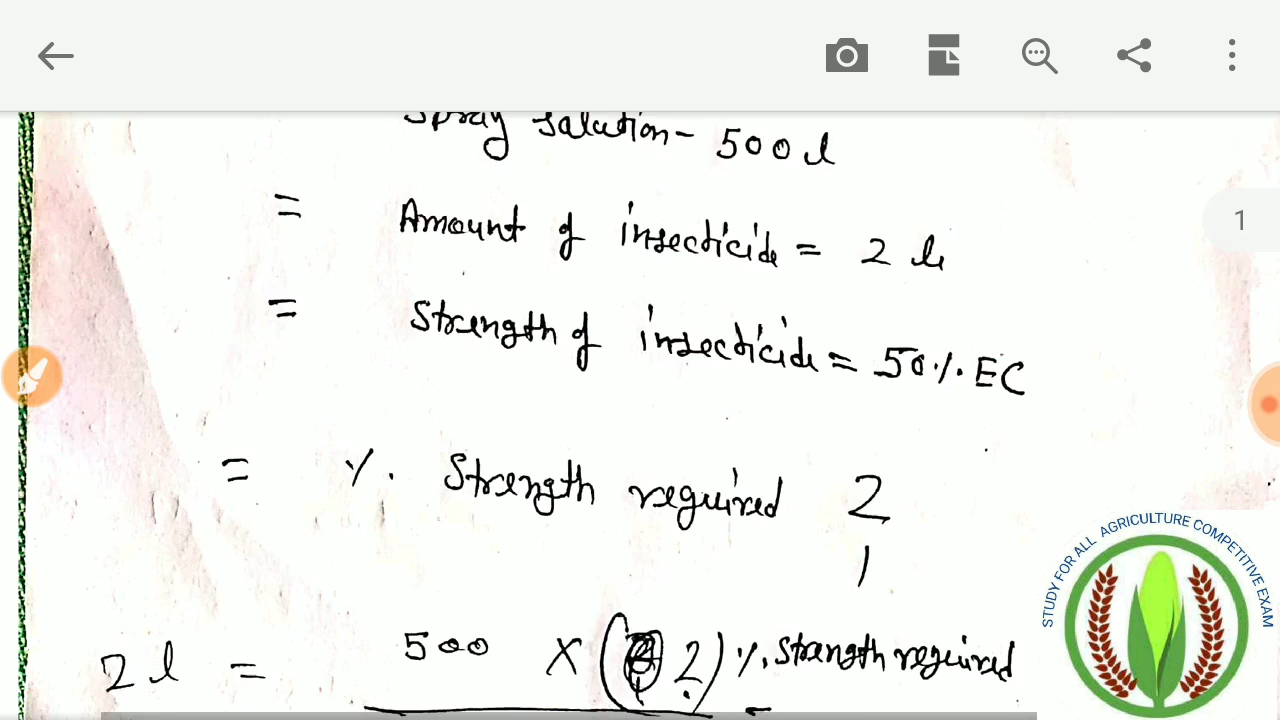 Spray Solution- 500 l
= Amount of insecticide = 2 l
= Strength of insecticide = 50 %. EC
= %. Strength required 2
1
2 l = 500 X ( 2 ) %. Strength required
1
STUDY FOR ALL AGRICULTURE COMPETITIVE EXAM